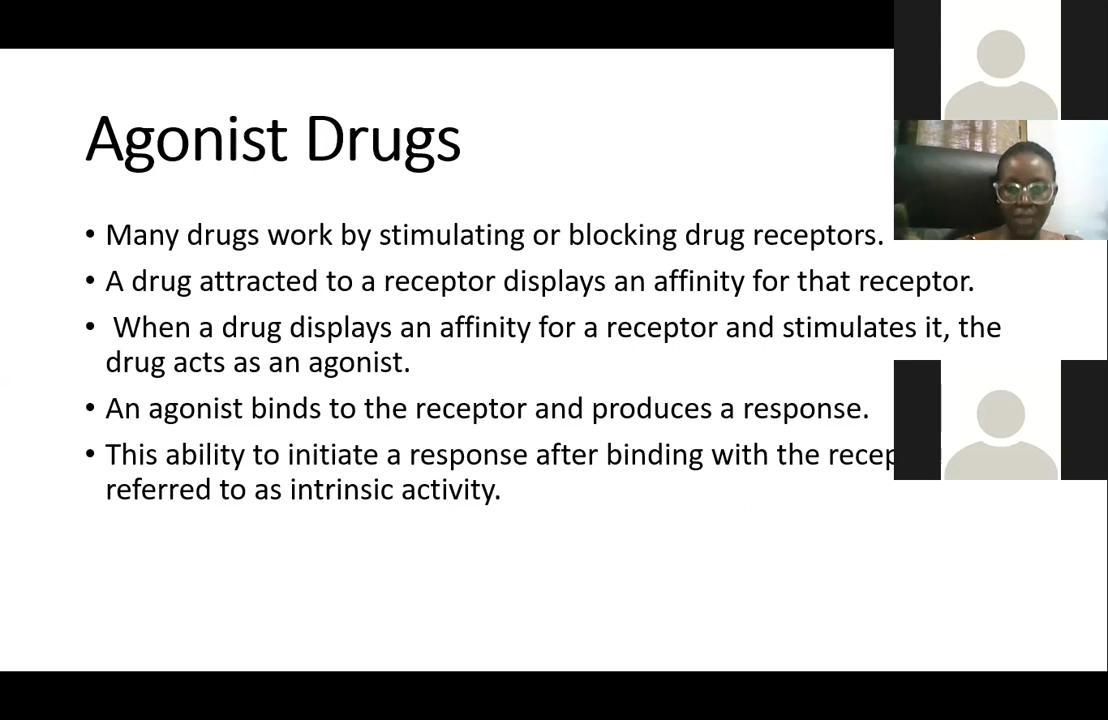 Agonist Drugs
• Many drugs work by stimulating or blocking drug receptors.
• A drug attracted to a receptor displays an affinity for that receptor.
• When a drug displays an affinity for a receptor and stimulates it, the
drug acts as an agonist.
• An agonist binds to the receptor and produces a response.
• This ability to initiate a response after binding with the
referred to as intrinsic activity.